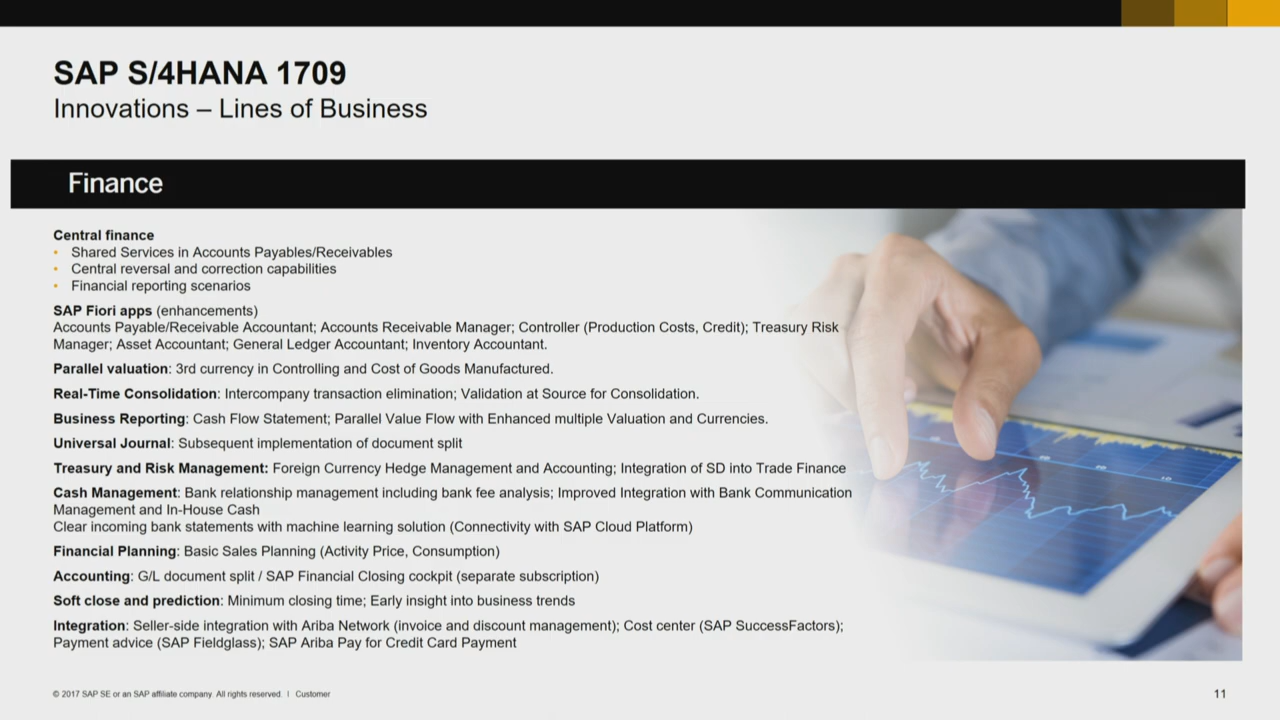 SAP S/4HANA 1709
Innovations – Lines of Business
Finance
Central finance
• Shared Services in Accounts Payables/Receivables
• Central reversal and correction capabilities
• Financial reporting scenarios
SAP Fiori apps (enhancements)
Accounts Payable/Receivable Accountant; Accounts Receivable Manager; Controller (Production Costs, Credit); Treasury Risk
Manager; Asset Accountant; General Ledger Accountant; Inventory Accountant.
Parallel valuation: 3rd currency in Controlling and Cost of Goods Manufactured.
Real-Time Consolidation: Intercompany transaction elimination; Validation at Source for Consolidation.
Business Reporting: Cash Flow Statement; Parallel Value Flow with Enhanced multiple Valuation and Currencies.
Universal Journal: Subsequent implementation of document split
Treasury and Risk Management: Foreign Currency Hedge Management and Accounting; Integration of SD into Trade Finance
Cash Management: Bank relationship management including bank fee analysis; Improved Integration with Bank Communication
Management and In-House Cash
Clear incoming bank statements with machine learning solution (Connectivity with SAP Cloud Platform)
Financial Planning: Basic Sales Planning (Activity Price, Consumption)
Accounting: G/L document split / SAP Financial Closing cockpit (separate subscription)
Soft close and prediction: Minimum closing time; Early insight into business trends
Integration: Seller-side integration with Ariba Network (invoice and discount management); Cost center (SAP SuccessFactors);
Payment advice (SAP Fieldglass); SAP Ariba Pay for Credit Card Payment
© 2017 SAP SE or an SAP affiliate company. All rights reserved. | Customer
11